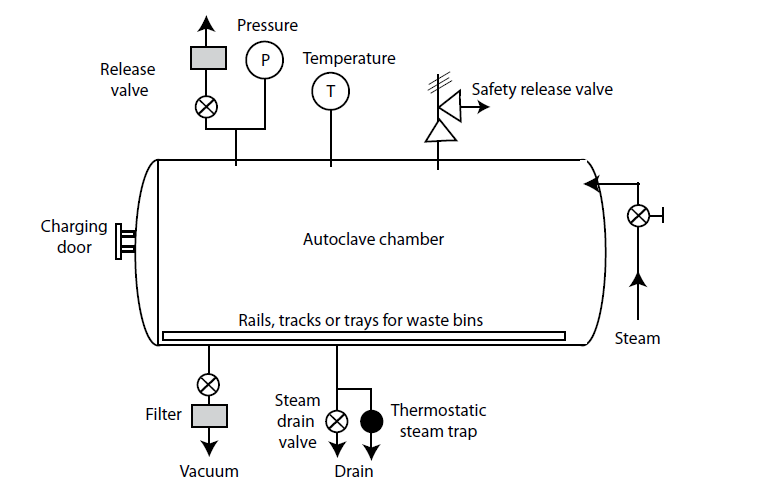 Pressure
P
Temperature
T
Release
valve
Safety release valve
Charging
door
Autoclave chamber
Rails, tracks or trays for waste bins
Steam
Filter
Vacuum
Steam
drain
valve
Thermostatic
steam trap
Drain